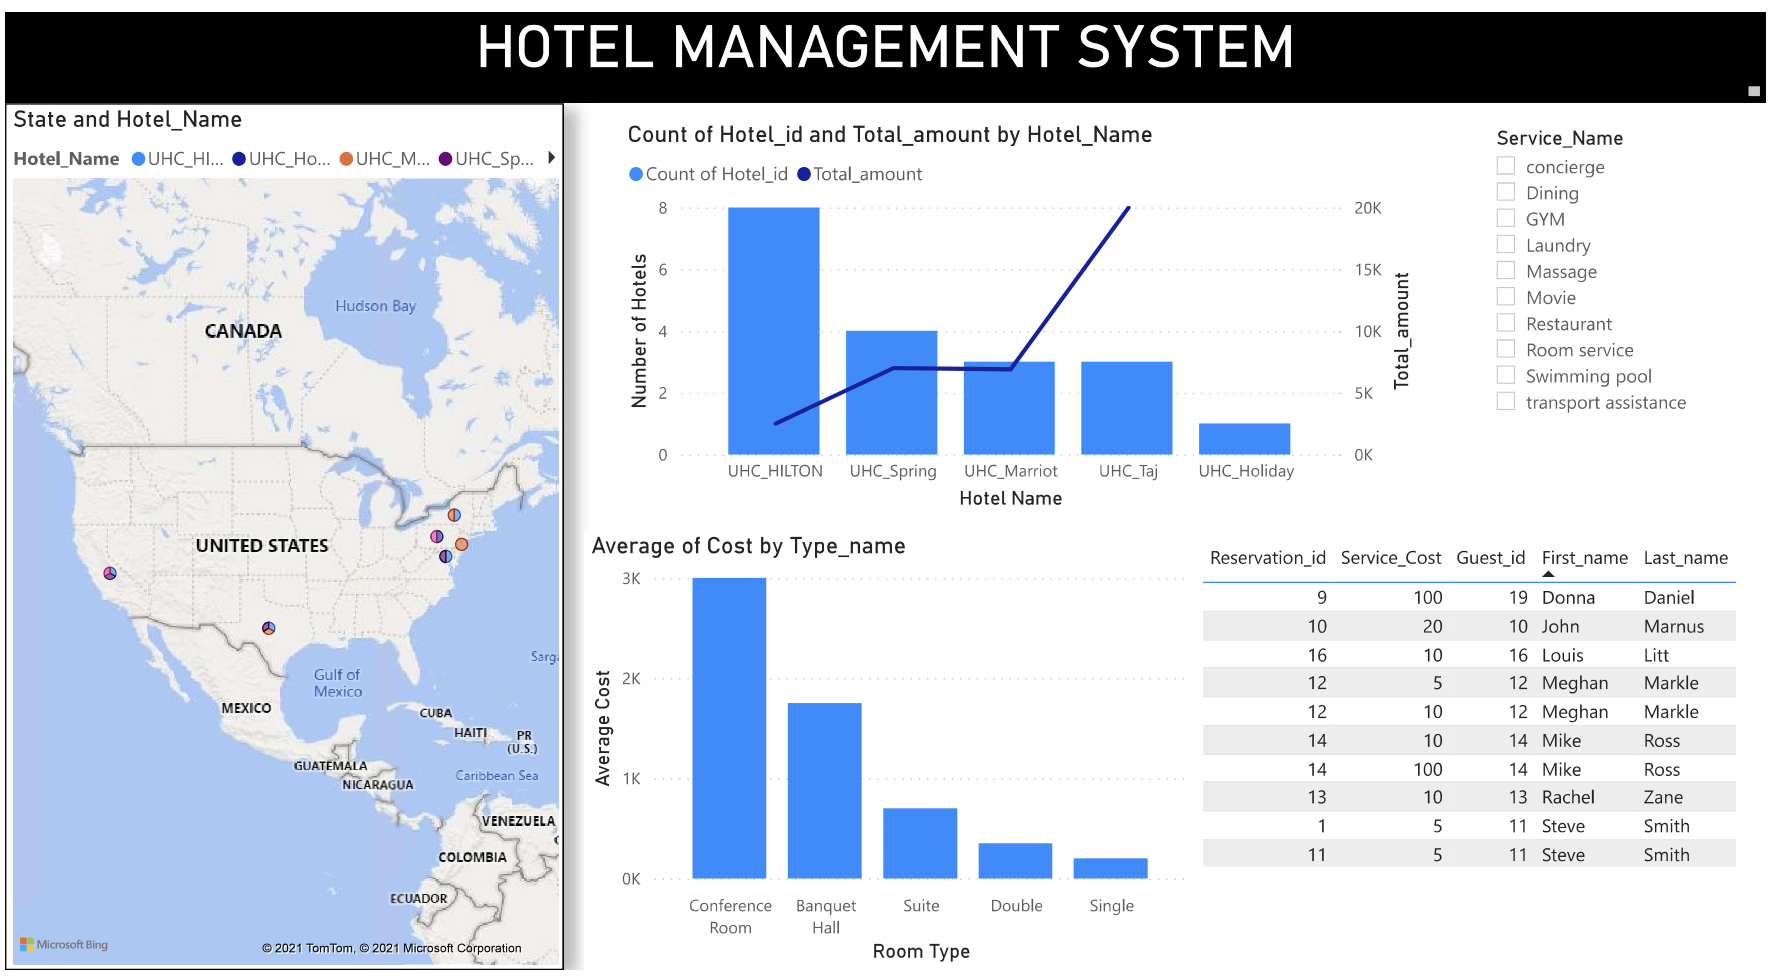 HOTEL MANAGEMENT SYSTEM
State and Hotel_Name
Hotel_Name UHC_HI... UHC_Ho... UHC_M... UHC_Sp...
Hudson Bay
CANADA
UNITED STATES
Sarga
Gulf of
Mexico
MEXICO
CUBA
HAITI
PR
(U.S.)
GUATEMALA
Caribbean Sea
NICARAGUA
VENEZUELA
COLOMBIA
ECUADOR
Microsoft Bing
© 2021 TomTom, © 2021 Microsoft Corporation
Count of Hotel_id and Total_amount by Hotel_Name
Count of Hotel_id Total_amount
Number of Hotels
8
6
4
2
0
20K
15K
10K
5K
0K
Total_amount
UHC_HILTON UHC_Spring UHC_Marriot UHC_Taj UHC_Holiday
Hotel Name
Service_Name
concierge
Dining
GYM
Laundry
Massage
Movie
Restaurant
Room service
Swimming pool
transport assistance
Average of Cost by Type_name
Average Cost
3K
2K
1K
0K
Conference Room
Banquet Hall
Suite
Double
Single
Room Type
Reservation_id Service_Cost Guest_id First_name Last_name
9 100 19 Donna Daniel
10 20 10 John Marnus
16 10 16 Louis Litt
12 5 12 Meghan Markle
12 10 12 Meghan Markle
14 10 14 Mike Ross
14 100 14 Mike Ross
13 10 13 Rachel Zane
1 5 11 Steve Smith
11 5 11 Steve Smith